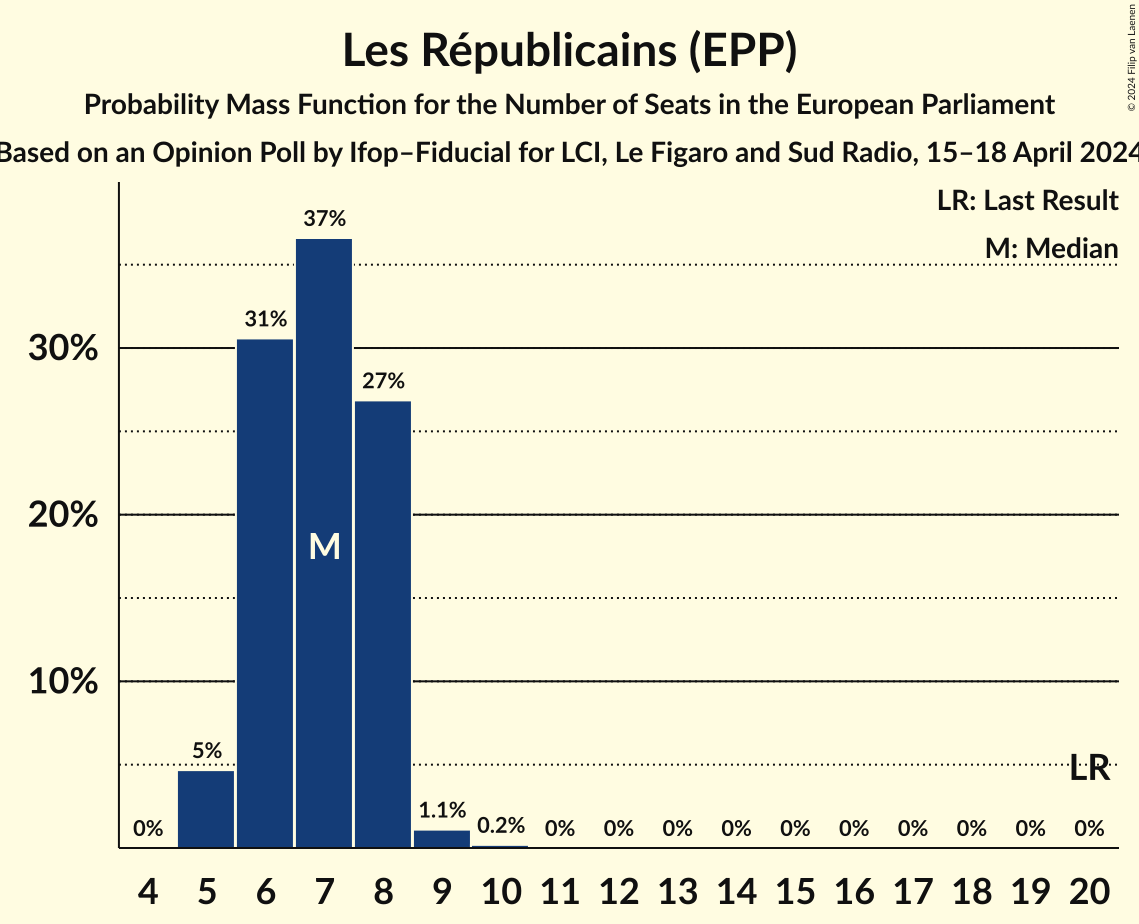 Les Républicains (EPP)
Probability Mass Function for the Number of Seats in the European Parliament
Based on an Opinion Poll by Ifop–Fiducial for LCI, Le Figaro and Sud Radio, 15–18 April 2024
© 2024 Filip van Laenen
LR: Last Result
M: Median
37%
31%
30%
27%
20%
M
10%
5%
LR
0% 1.1% 0.2% 0% 0% 0% 0% 0% 0% 0% 0% 0% 0%
4 5 6 7 8 9 10 11 12 13 14 15 16 17 18 19 20